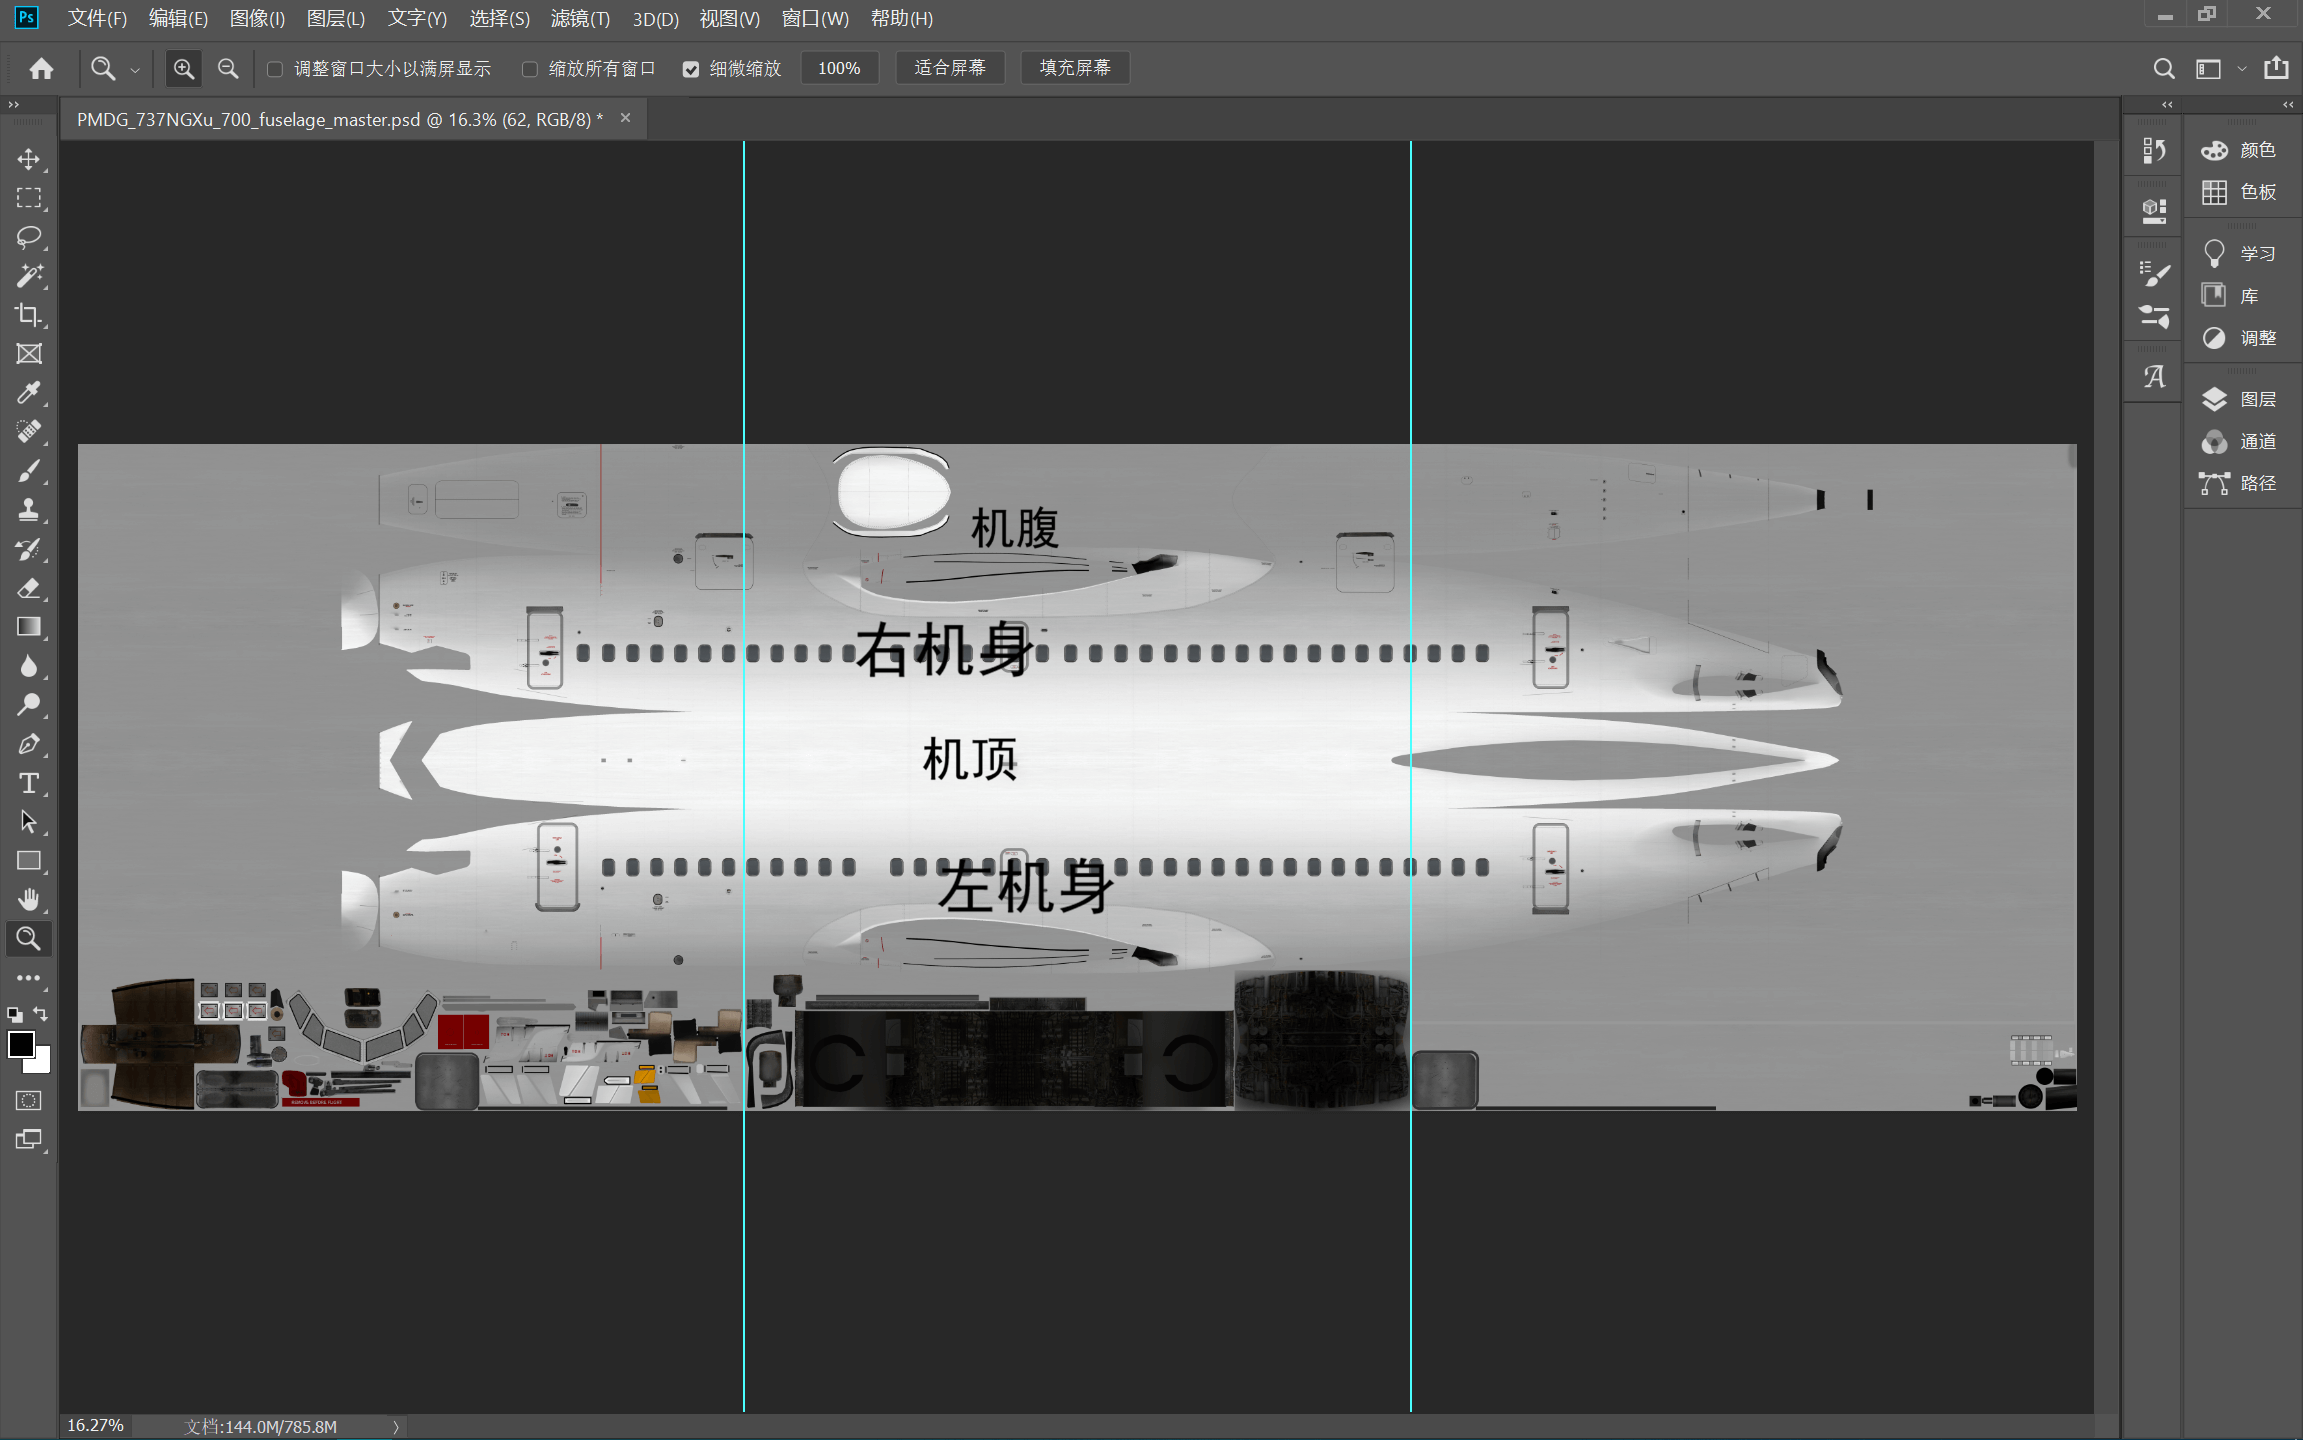 Ps 文件(F) 编辑(E) 图像(I) 图层(L) 文字(Y) 选择(S) 滤镜(T) 3D(D) 视图(V) 窗口(W) 帮助(H)
调整窗口大小以满屏显示 缩放所有窗口 细微缩放 100% 适合屏幕 填充屏幕
PMDG_737NGXu_700_fuselage_master.psd @ 16.3% (62, RGB/8) *
颜色
色板
学习
库
调整
图层
通道
路径
机腹
右机身
机顶
左机身
REMOVE BEFORE FLIGHT
16.27% 文档:144.0M/785.8M